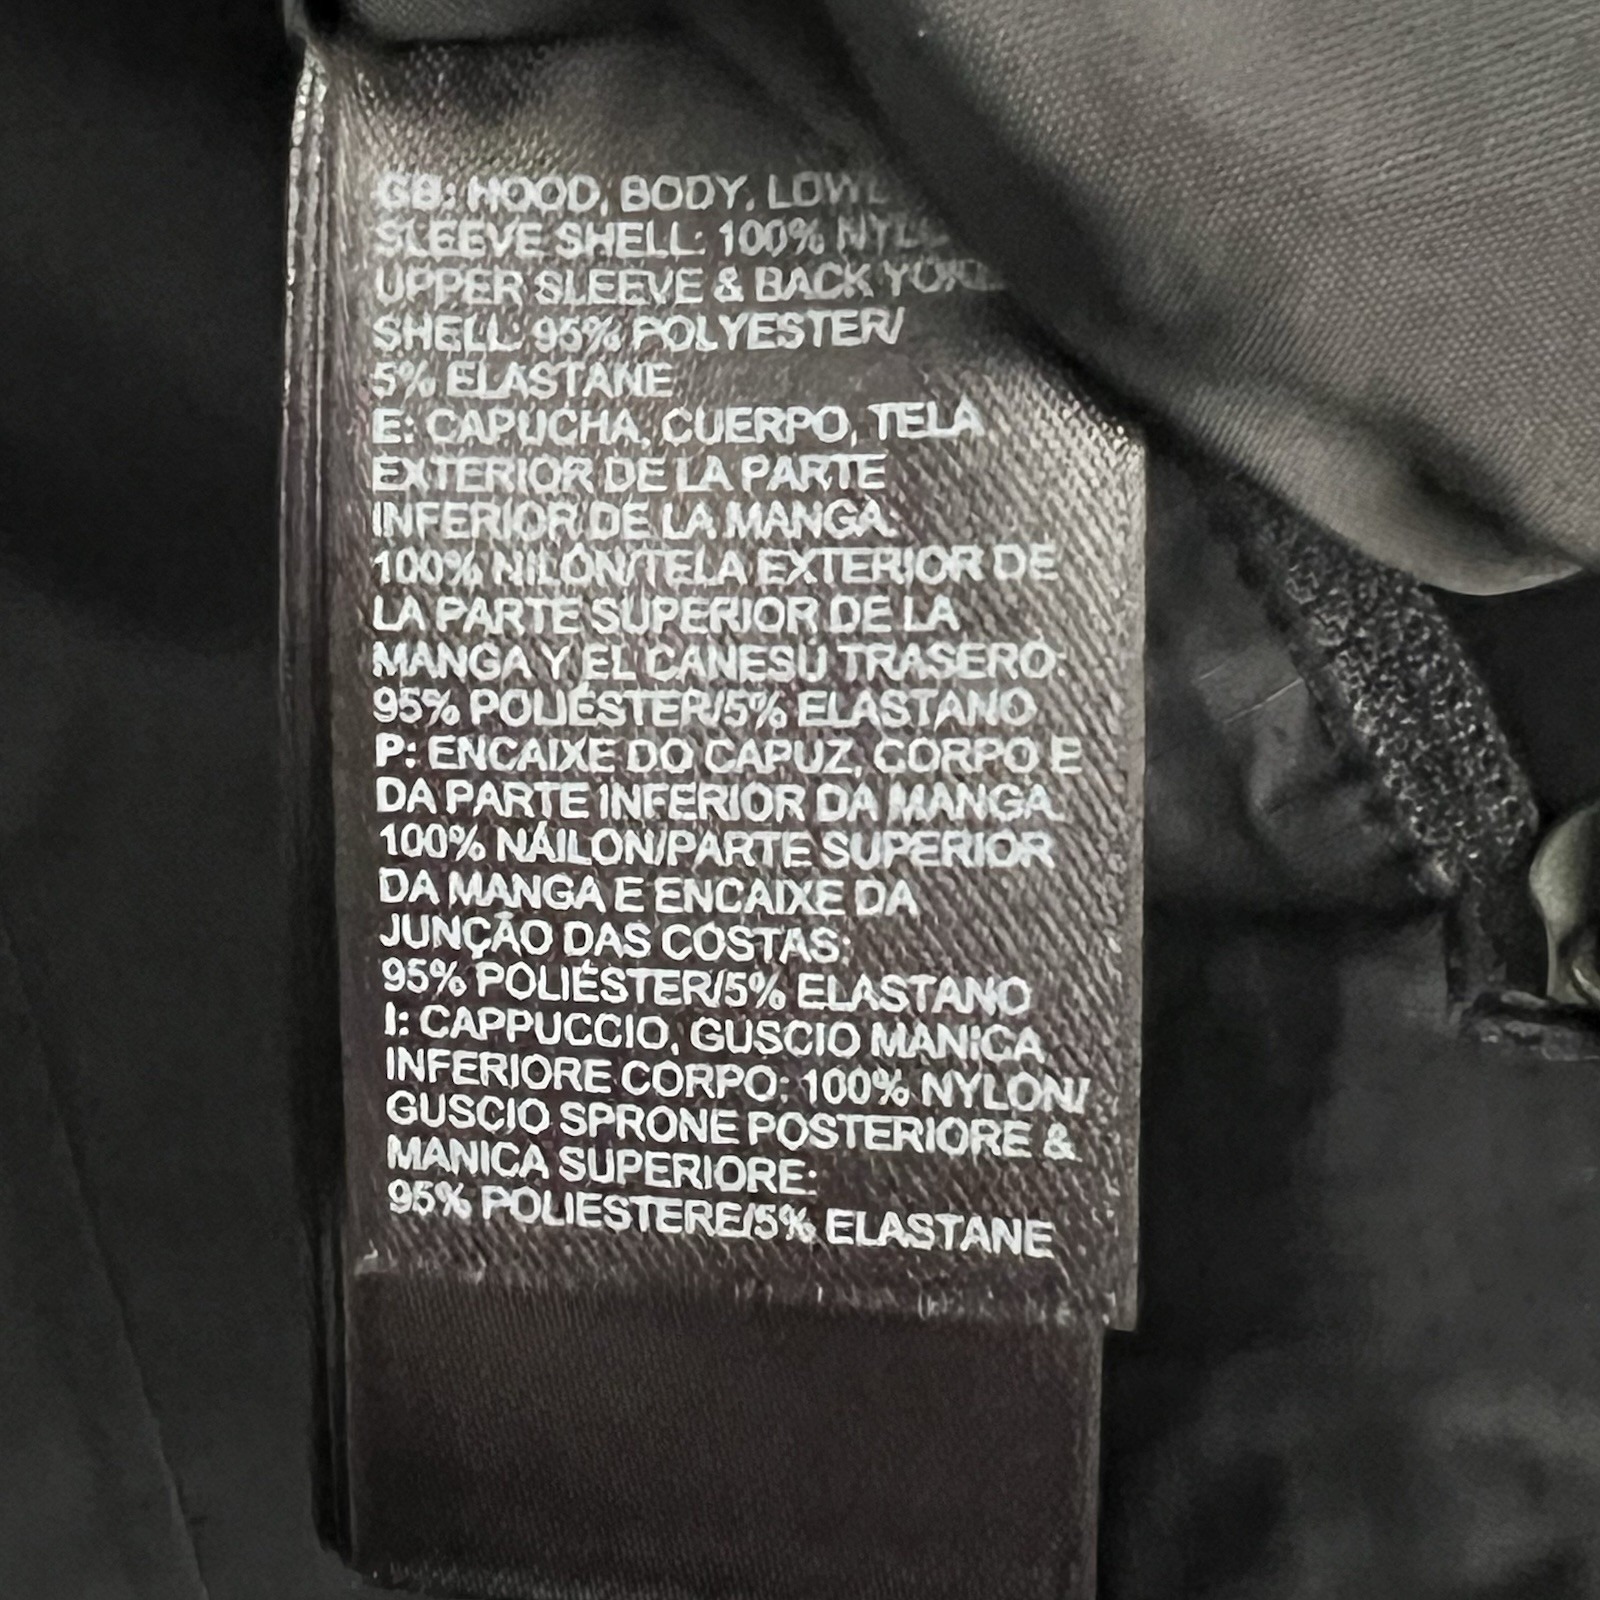 GB: HOOD, BODY,
SLEEVE SHELL: 100%
UPPER SLEEVE & BACK
SHELL: 95% POLYESTER/
5% ELASTANE
E: CAPUCHA, CUERPO, TELA
EXTERIOR DE LA PARTE
INFERIOR DE LA MANGA:
100% NILÓN/TELA EXTERIOR DE
LA PARTE SUPERIOR DE LA
MANGA Y EL CANESÚ TRASERO:
95% POLIÉSTER/5% ELASTANO
P: ENCAIXE DO CAPUZ, CORPO E
DA PARTE INFERIOR DA MANGA:
100% NÁILON/PARTE SUPERIOR
DA MANGA E ENCAIXE DA
JUNÇÃO DAS COSTAS:
95% POLIÉSTER/5% ELASTANO
I: CAPPUCCIO, GUSCIO MANICA
INFERIORE CORPO: 100% NYLON/
GUSCIO SPRONE POSTERIORE &
MANICA SUPERIORE:
95% POLIESTERE/5% ELASTANE